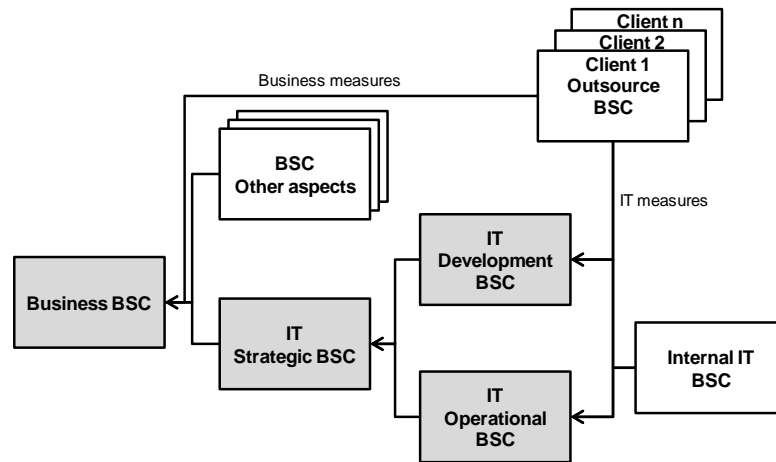 Client n
Client 2
Client 1
Outsource
BSC
Business measures
BSC
Other aspects
IT measures
IT
Development
BSC
Business BSC
IT
Strategic BSC
Internal IT
BSC
IT
Operational
BSC